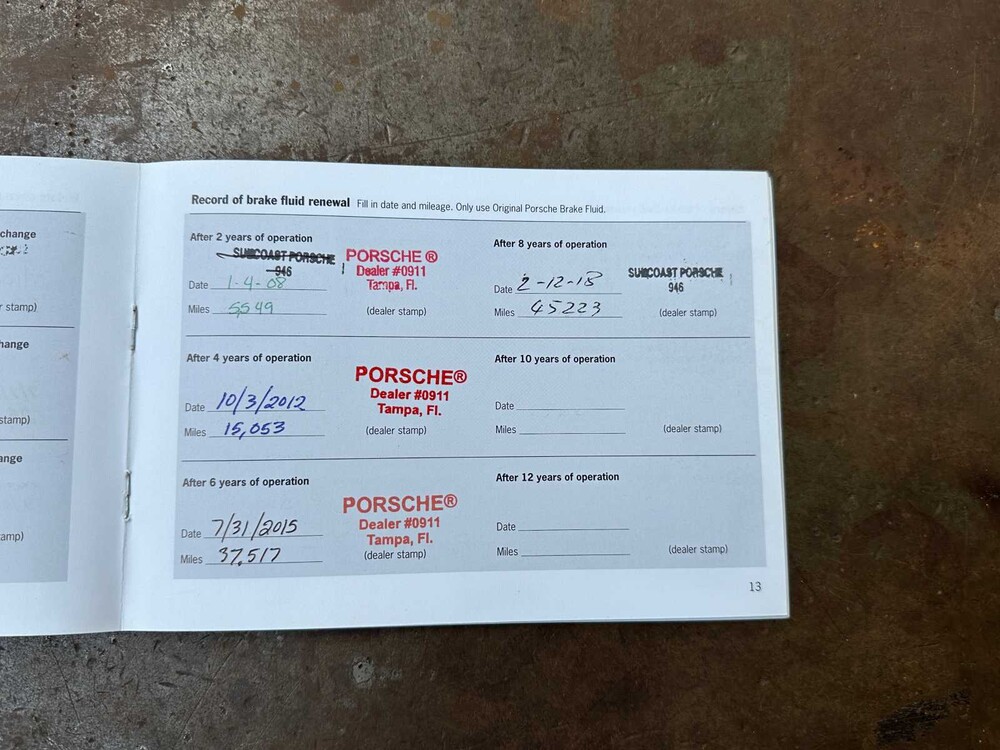 change
r stamp)
hange
stamp)
ange
amp)
Record of brake fluid renewal Fill in date and mileage. Only use Original Porsche Brake Fluid.
After 2 years of operation
SUNCOAST PORSCHE
946
PORSCHE ®
Dealer #0911
Tampa, Fl.
Date 1-4-08
Miles 5,549
(dealer stamp)
After 4 years of operation
PORSCHE®
Dealer #0911
Tampa, Fl.
Date 10/3/2012
Miles 15,053
(dealer stamp)
After 6 years of operation
PORSCHE®
Dealer #0911
Tampa, Fl.
Date 7/31/2015
Miles 37,517
(dealer stamp)
After 8 years of operation
SUNCOAST PORSCHE
946
Date 2-12-18
Miles 45223
(dealer stamp)
After 10 years of operation
Date
Miles
(dealer stamp)
After 12 years of operation
Date
Miles
(dealer stamp)
13